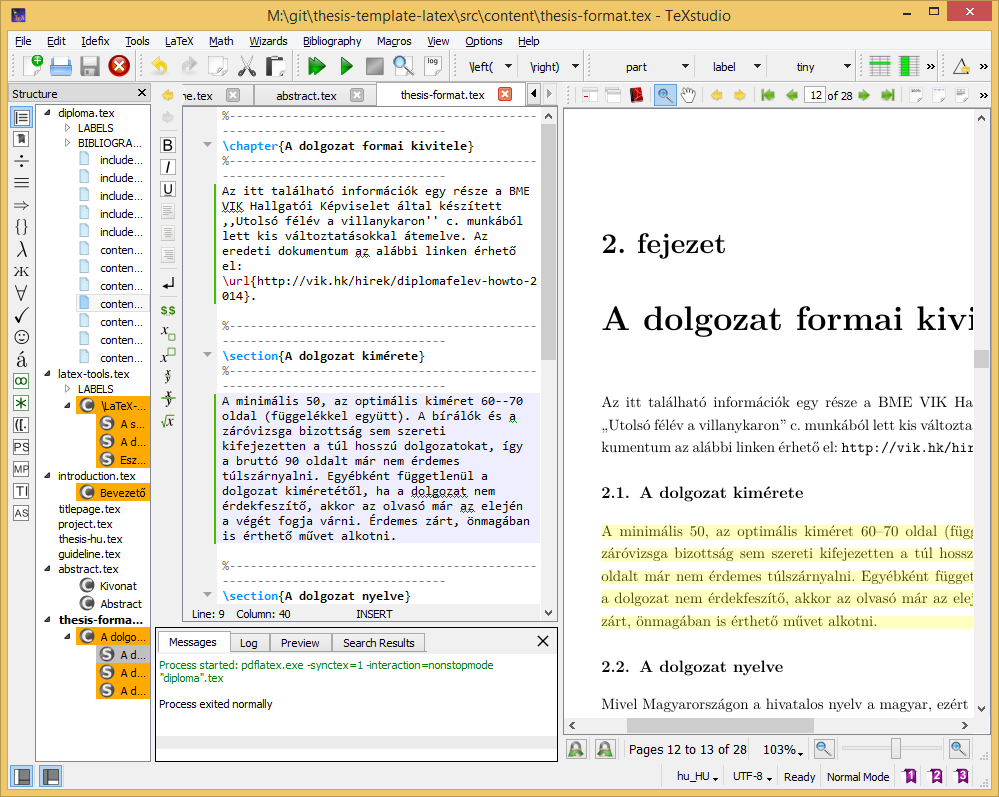 M:\git\thesis-template-latex\src\content\thesis-format.tex - TeXstudio
File Edit Idefix Tools LaTeX Math Wizards Bibliography Macros View Options Help
log \left( \right) part label tiny »
Structure
ne.tex abstract.tex thesis-format.tex
12 of 28 »
diploma.tex
LABELS
BIBLIOGRA...
include...
include...
include...
include...
include...
conten...
conten...
conten...
conten...
conten...
conten...
conten...
latex-tools.tex
LABELS
\LaTeX-...
A s...
A d...
Esz...
introduction.tex
Bevezető
titlepage.tex
project.tex
thesis-hu.tex
guideline.tex
abstract.tex
Kivonat
Abstract
thesis-forma...
A dolgo...
A d...
A d...
A d...
{}
λ
Ж
∀
á
PS
MP
TI
AS
B
I
U
$$
%------------------------------------------
--------------------------------
\chapter{A dolgozat formai kivitele}
%------------------------------------------
--------------------------------
Az itt található információk egy része a BME
VIK Hallgatói Képviselet által készített
,,Utolsó félév a villanykaron'' c. munkából
lett kis változtatásokkal átemelve. Az
eredeti dokumentum az alábbi linken érhető
el:
\url{http://vik.hk/hirek/diplomafelev-howto-2
014}.
%------------------------------------------
--------------------------------
\section{A dolgozat kimérete}
%------------------------------------------
--------------------------------
A minimális 50, az optimális kiméret 60--70
oldal (függelékkel együtt). A bírálók és a
záróvizsga bizottság sem szereti
kifejezetten a túl hosszú dolgozatokat, így
a bruttó 90 oldalt már nem érdemes
túlszárnyalni. Egyébként függetlenül a
dolgozat kiméretétől, ha a dolgozat nem
érdekfeszítő, akkor az olvasó már az elején
a végét fogja várni. Érdemes zárt, önmagában
is érthető művet alkotni.
%------------------------------------------
--------------------------------
\section{A dolgozat nyelve}
Line: 9 Column: 40 INSERT
Messages Log Preview Search Results
Process started: pdflatex.exe -synctex=1 -interaction=nonstopmode
"diploma".tex
Process exited normally
2. fejezet
A dolgozat formai kivi
Az itt található információk egy része a BME VIK Ha
„Utolsó félév a villanykaron” c. munkából lett kis változta
kumentum az alábbi linken érhető el: http://vik.hk/hir
2.1. A dolgozat kimérete
A minimális 50, az optimális kiméret 60–70 oldal (függ
záróvizsga bizottság sem szereti kifejezetten a túl hossz
oldalt már nem érdemes túlszárnyalni. Egyébként függet
a dolgozat nem érdekfeszítő, akkor az olvasó már az elej
zárt, önmagában is érthető művet alkotni.
2.2. A dolgozat nyelve
Mivel Magyarországon a hivatalos nyelv a magyar, ezért
Pages 12 to 13 of 28 103%
hu_HU UTF-8 Ready Normal Mode 1 2 3